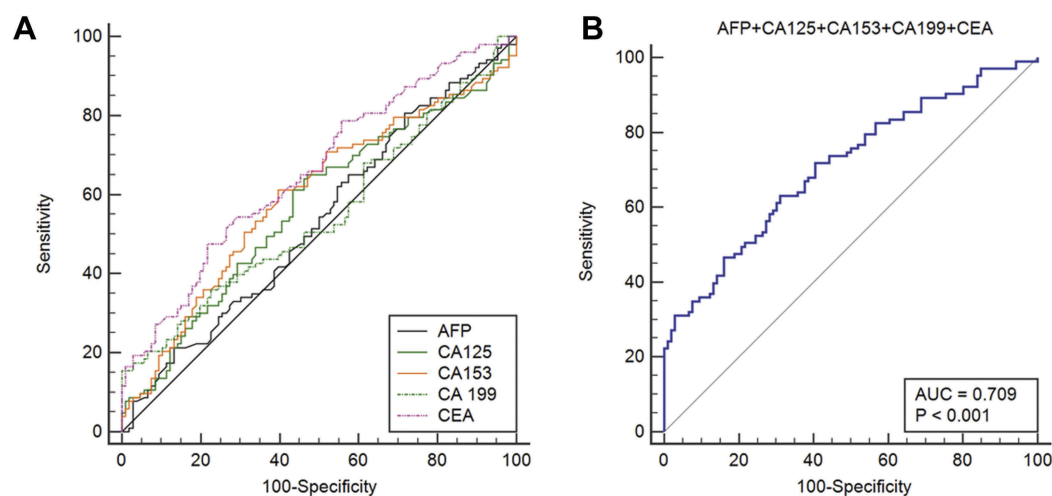 A
100
80
60
40
20
0
Sensitivity
0 20 40 60 80 100
100-Specificity
AFP
CA125
CA153
CA 199
CEA
B
AFP+CA125+CA153+CA199+CEA
100
80
60
40
20
0
Sensitivity
0 20 40 60 80 100
100-Specificity
AUC = 0.709
P < 0.001